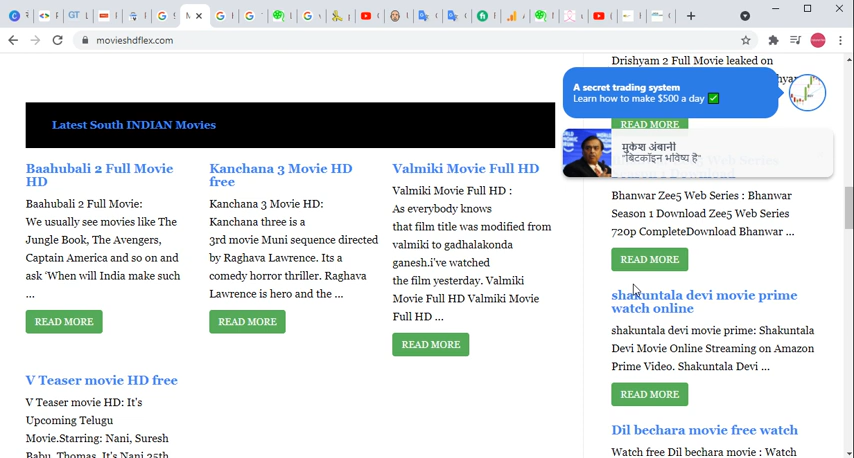 movieshdflex.com
Latest South INDIAN Movies
Baahubali 2 Full Movie
HD
Baahubali 2 Full Movie:
We usually see movies like The
Jungle Book, The Avengers,
Captain America and so on and
ask ‘When will India make such
...
READ MORE
Kanchana 3 Movie HD
free
Kanchana 3 Movie HD:
Kanchana three is a
3rd movie Muni sequence directed
by Raghava Lawrence. Its a
comedy horror thriller. Raghava
Lawrence is hero and the ...
READ MORE
Valmiki Movie Full HD
Valmiki Movie Full HD :
As everybody knows
that film title was modified from
valmiki to gadhalakonda
ganesh.i've watched
the film yesterday. Valmiki
Movie Full HD Valmiki Movie
Full HD ...
READ MORE
V Teaser movie HD free
V Teaser movie HD: It's
Upcoming Telugu
Movie.Starring: Nani, Suresh
Babu, Thomas. It's Nani 25th
Drishyam 2 Full Movie leaked on
A secret trading system
Learn how to make $500 a day
READ MORE
मुकेश अंबानी
"बिटकॉइन भविष्य है"
Bhanwar Zee5 Web Series : Bhanwar
Season 1 Download Zee5 Web Series
720p CompleteDownload Bhanwar ...
READ MORE
shakuntala devi movie prime
watch online
shakuntala devi movie prime: Shakuntala
Devi Movie Online Streaming on Amazon
Prime Video. Shakuntala Devi ...
READ MORE
Dil bechara movie free watch
Watch free Dil bechara movie : Watch